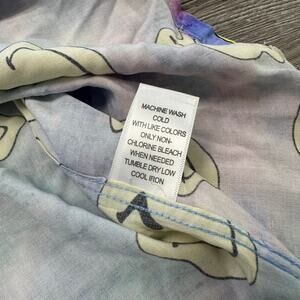 MACHINE WASH
COLD
WITH LIKE COLORS
ONLY NON-
CHLORINE BLEACH
WHEN NEEDED
TUMBLE DRY LOW
COOL IRON